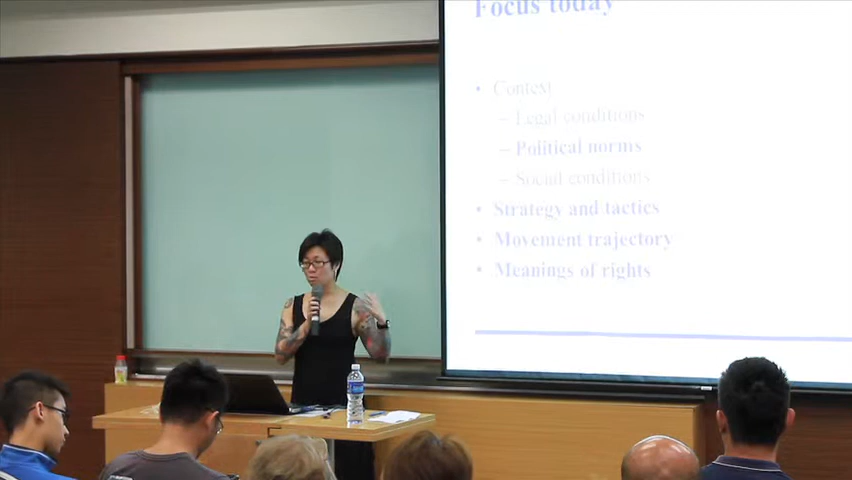 Focus today
• Context
– Legal conditions
– Political norms
– Social conditions
• Strategy and tactics
• Movement trajectory
• Meanings of rights